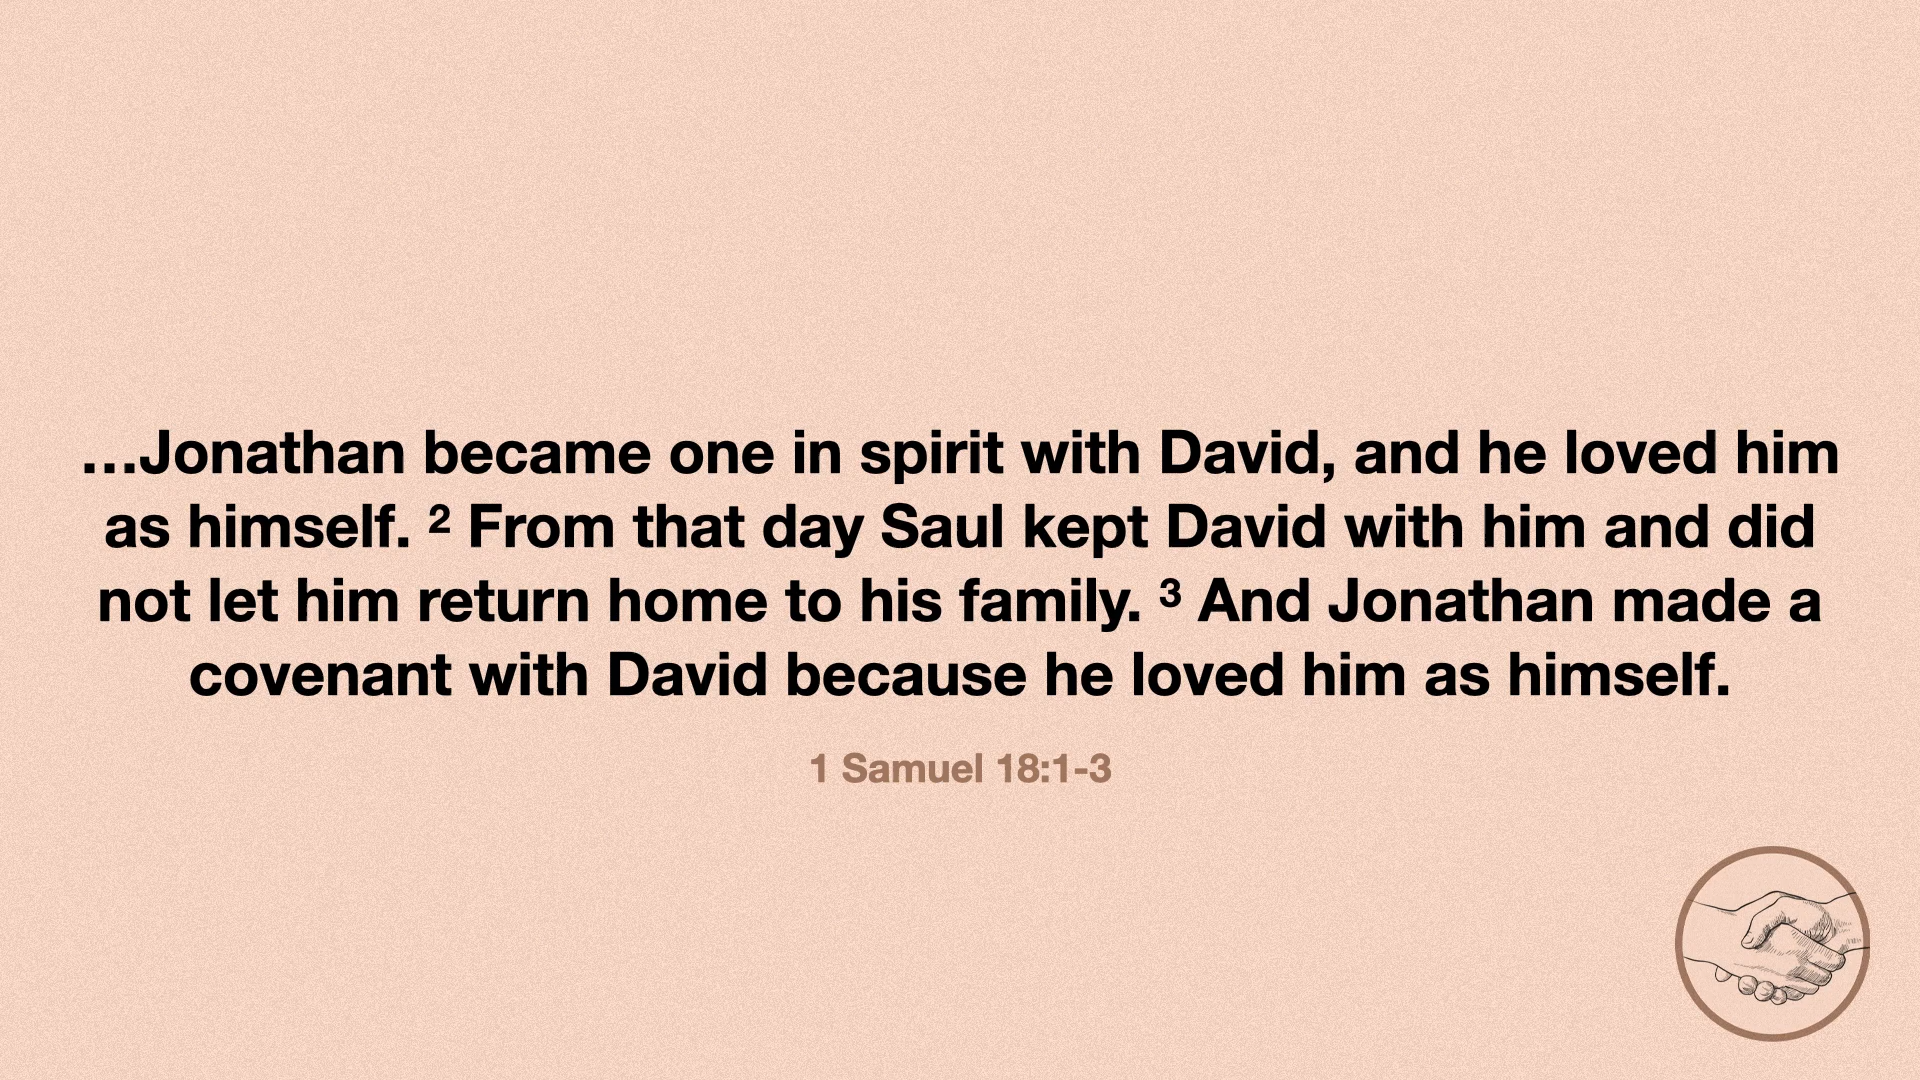 …Jonathan became one in spirit with David, and he loved him
as himself. ² From that day Saul kept David with him and did
not let him return home to his family. ³ And Jonathan made a
covenant with David because he loved him as himself.
1 Samuel 18:1-3